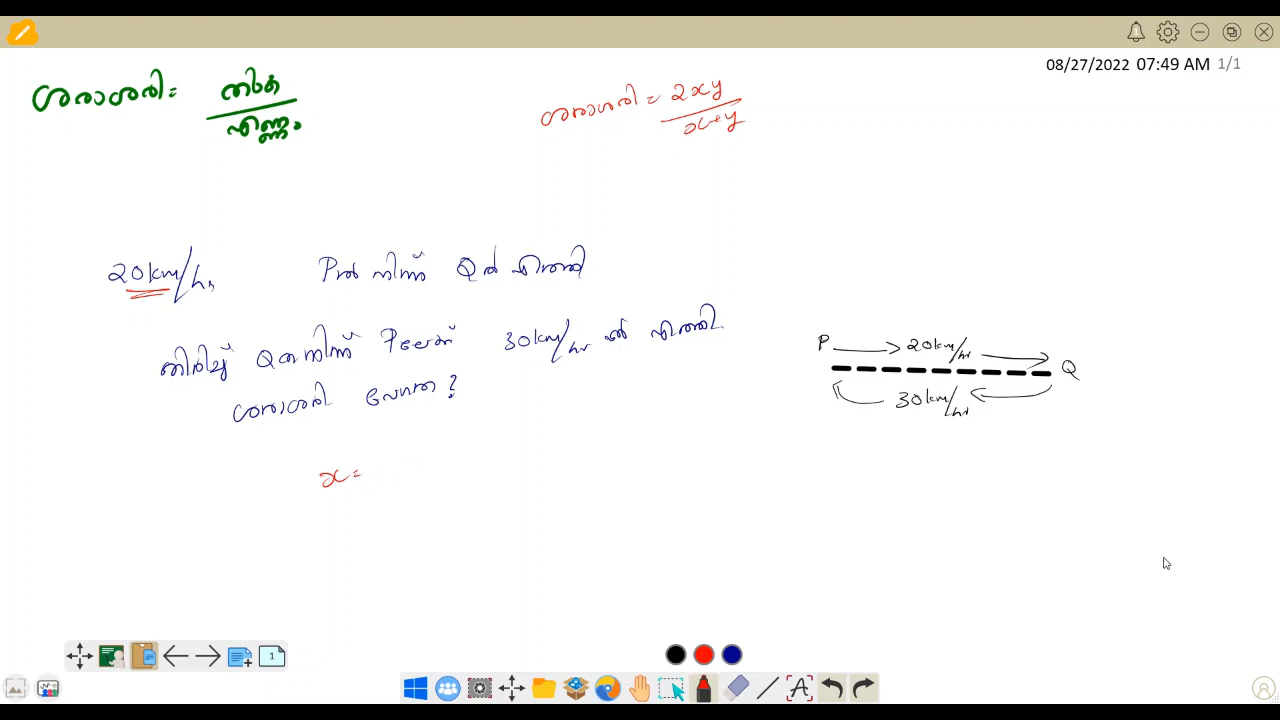 08/27/2022 07:49 AM 1/1
ശരാശരി = തുക / എണ്ണം
ശരാശരി = 2xy / x+y
20km/hr P ൽ നിന്ന് Q ൽ എത്തി
തിരിച്ച് Q ൽ നിന്ന് P 30km/hr ൽ എത്തി.
ശരാശരി വേഗത?
P 20km/hr Q
30km/hr
x =
1